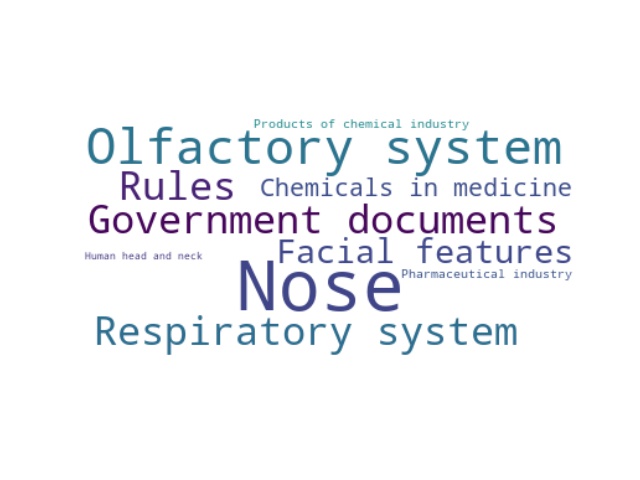 Products of chemical industry
Olfactory system
Rules
Chemicals in medicine
Government documents
Facial features
Human head and neck
Nose
Pharmaceutical industry
Respiratory system